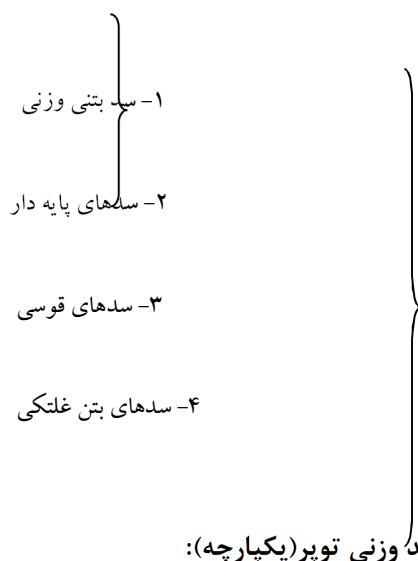 ۱- سد بتنی وزنی
۲- سدهای پایه دار
۳- سدهای قوسی
۴- سدهای بتن غلتکی
وزنی توپر(یکپارچه):